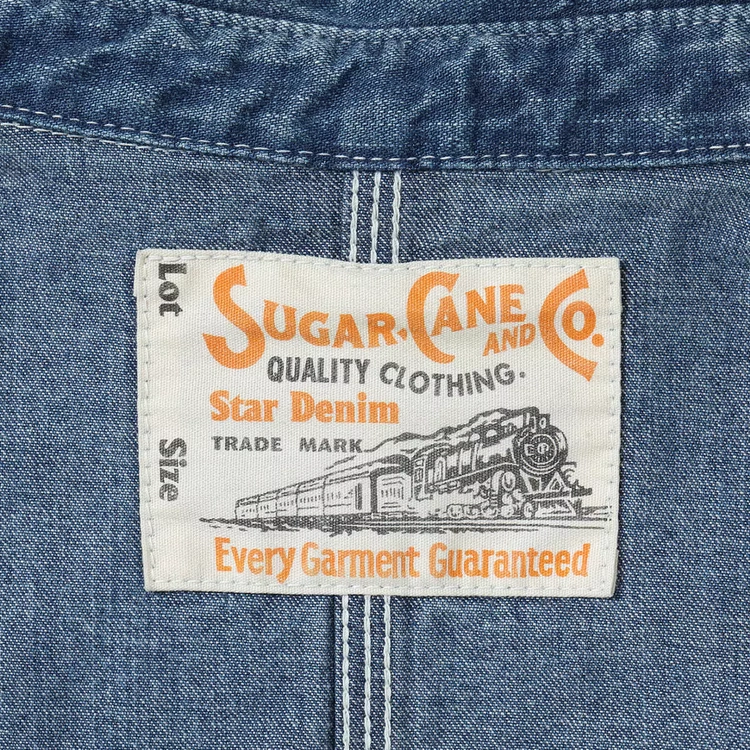 Lot
Size
SUGAR CANE AND CO.
QUALITY CLOTHING.
Star Denim
TRADE MARK
Every Garment Guaranteed